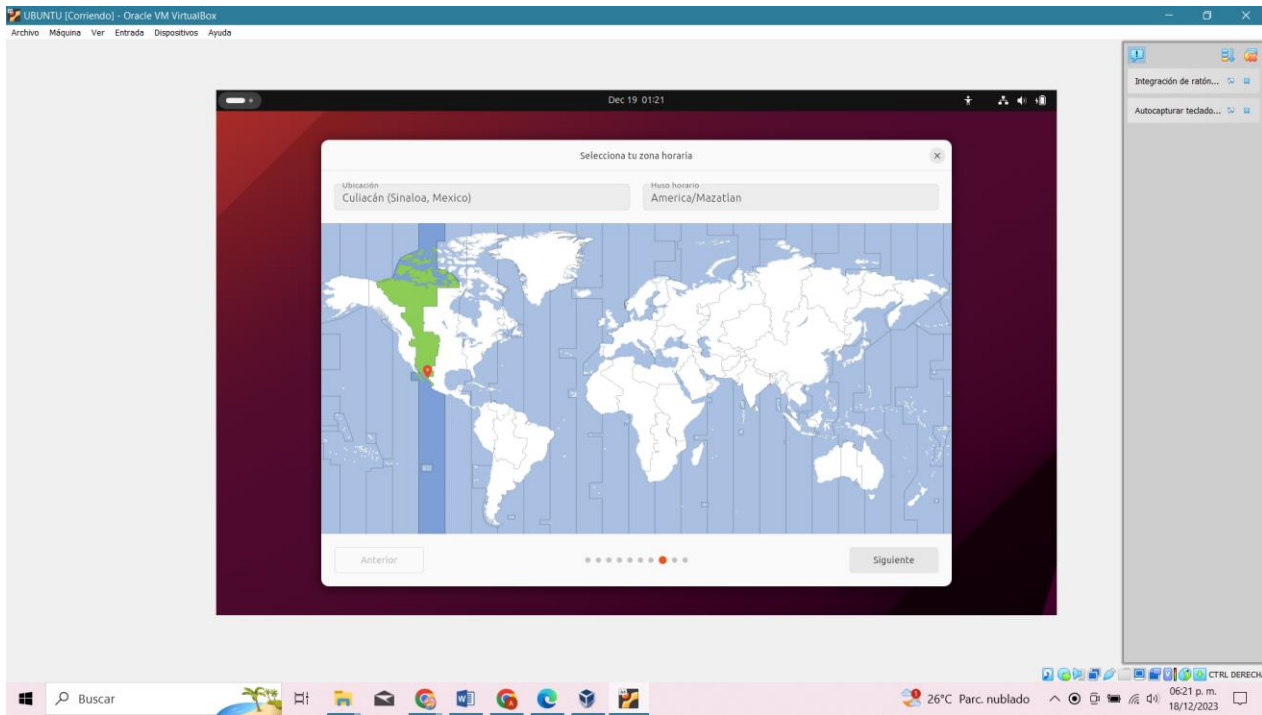 UBUNTU [Corriendo] - Oracle VM VirtualBox
Archivo Máquina Ver Entrada Dispositivos Ayuda
Integración de ratón...
Autocapturar teclado...
Dec 19 01:21
Selecciona tu zona horaria
Ubicación
Culiacán (Sinaloa, Mexico)
Huso horario
America/Mazatlan
Anterior
Siguiente
CTRL DERECHA
Buscar
26°C Parc. nublado
06:21 p. m.
18/12/2023